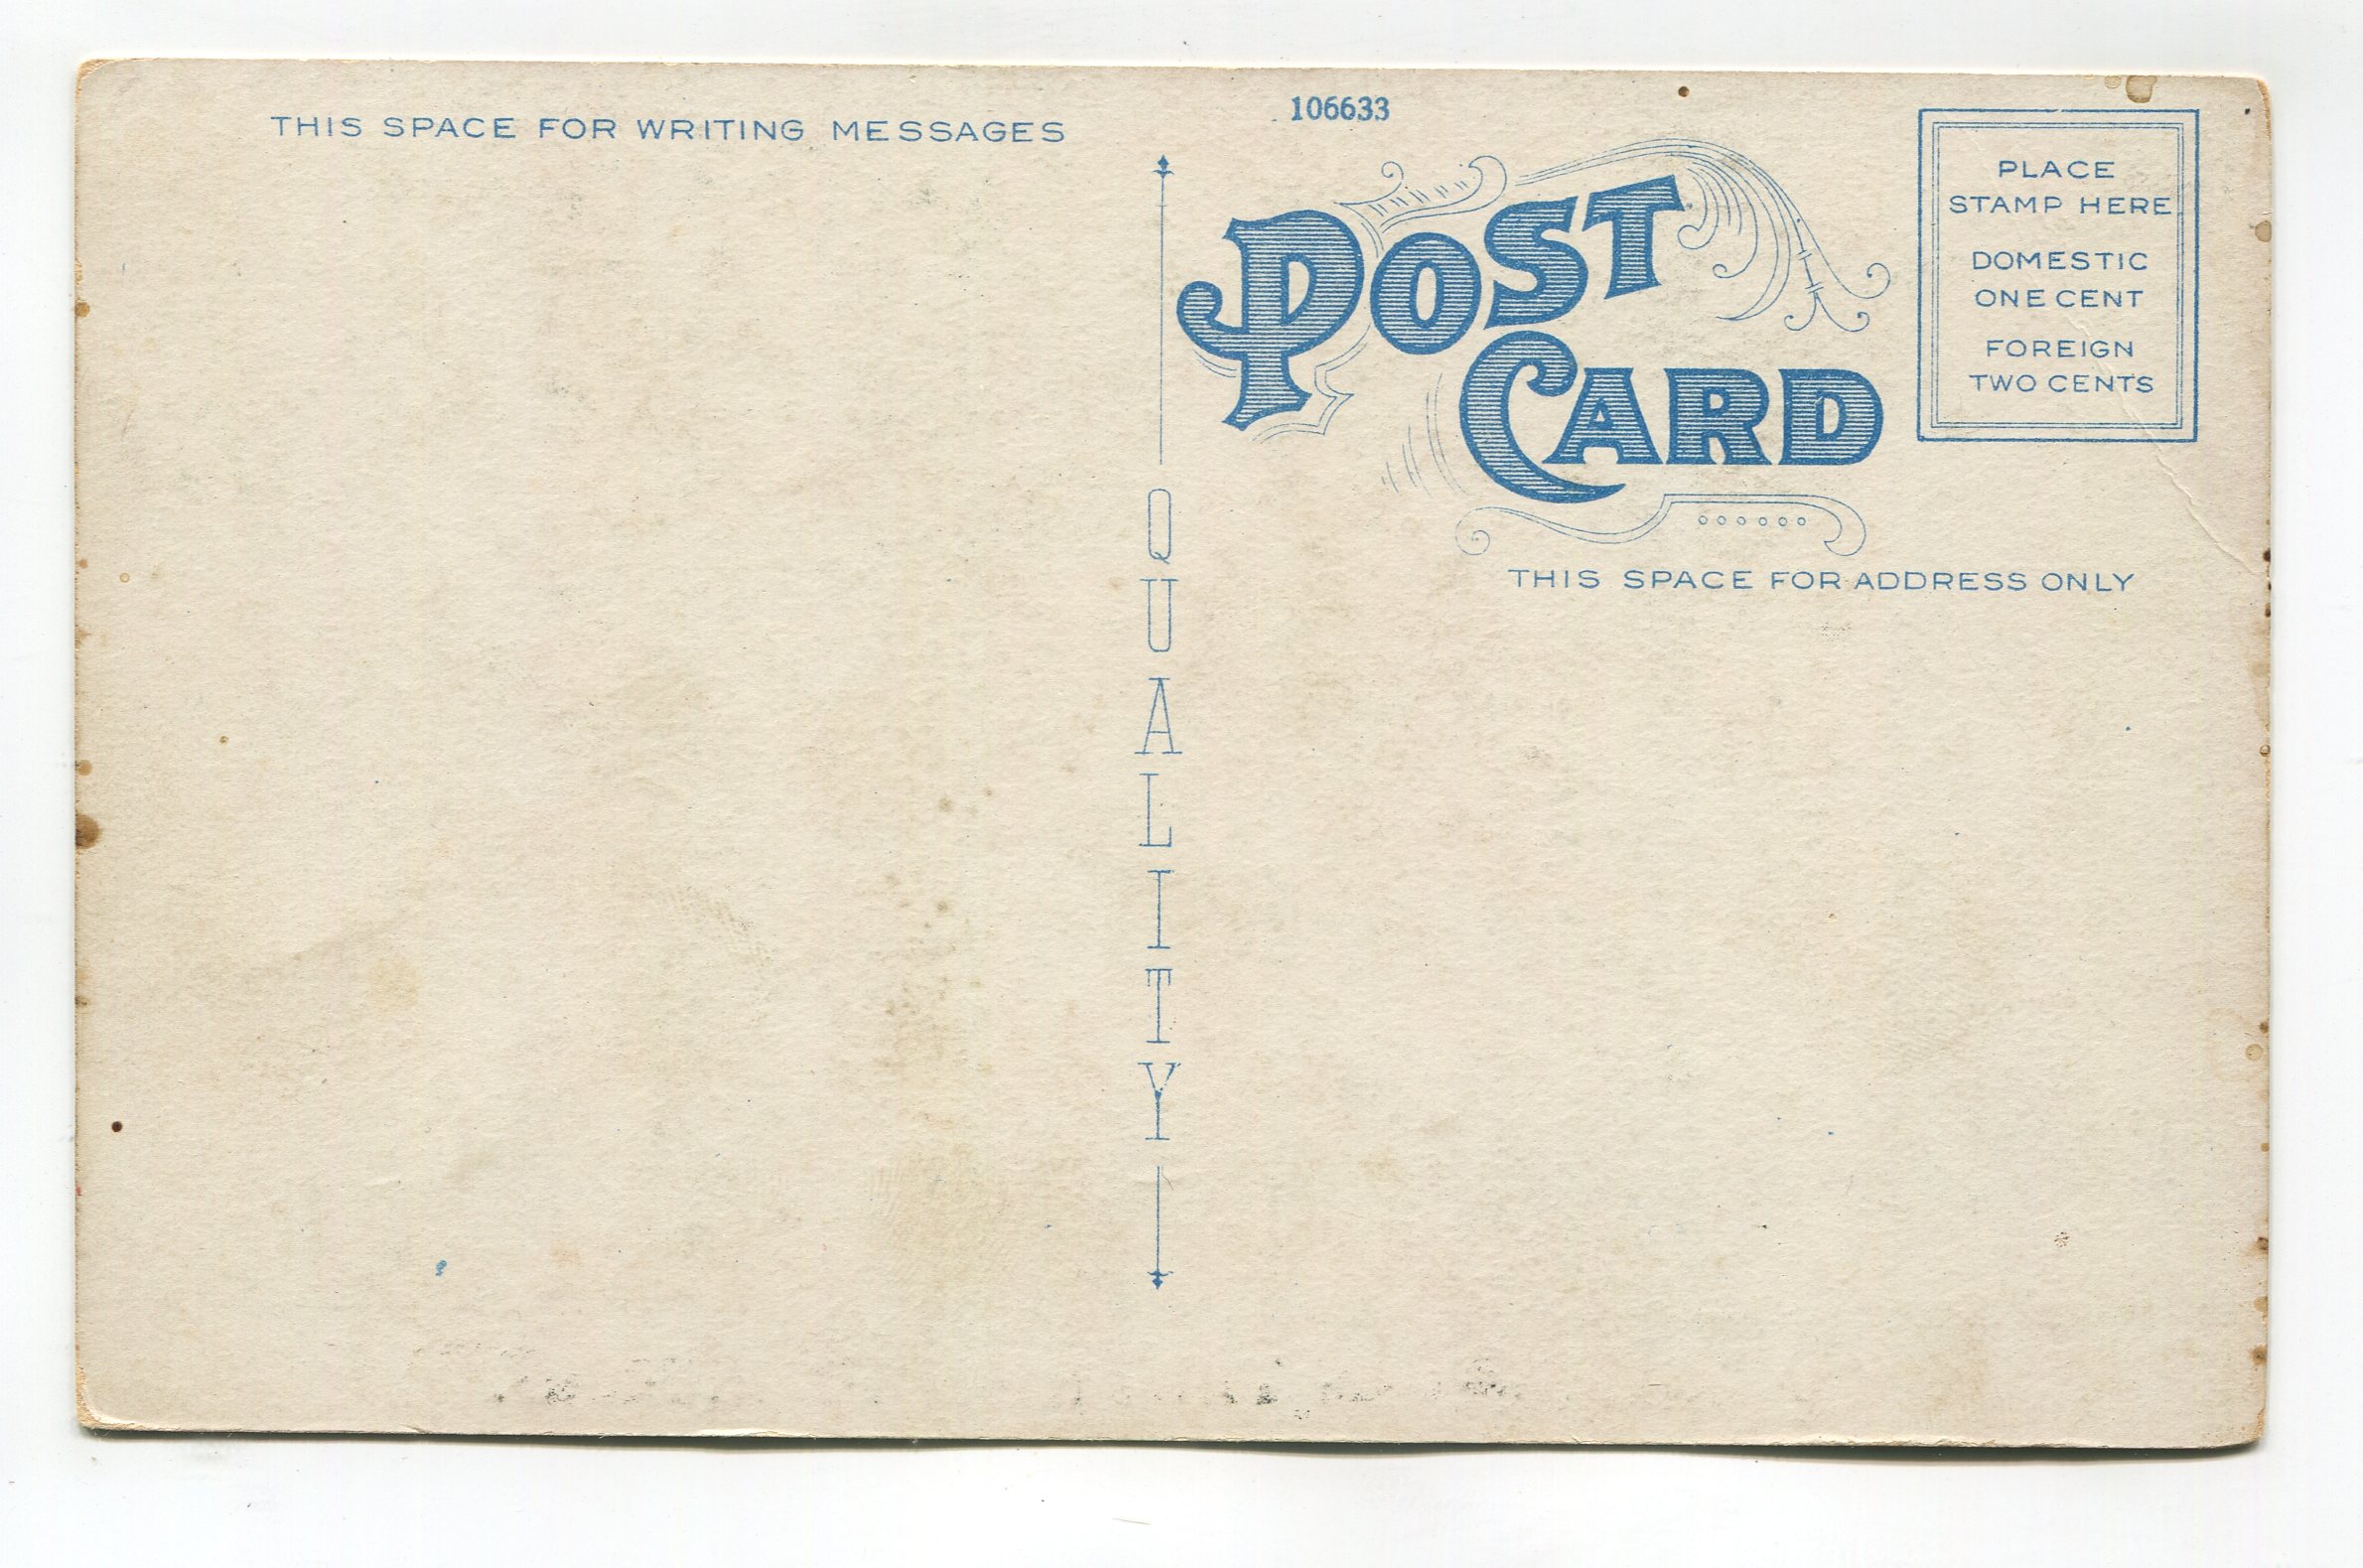 THIS SPACE FOR WRITING MESSAGES
106633
POST
CARD
PLACE
STAMP HERE
DOMESTIC
ONE CENT
FOREIGN
TWO CENTS
THIS SPACE FOR ADDRESS ONLY
QUALITY